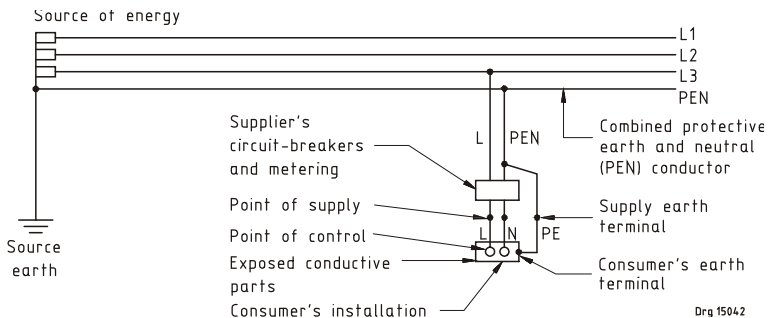 Source of energy
L1
L2
L3
PEN
Supplier's
circuit-breakers
and metering
L
PEN
Combined protective
earth and neutral
(PEN) conductor
Point of supply
Supply earth
terminal
L
N
PE
Point of control
Source
earth
Exposed conductive
parts
Consumer's earth
terminal
Consumer's installation
Drg 15042